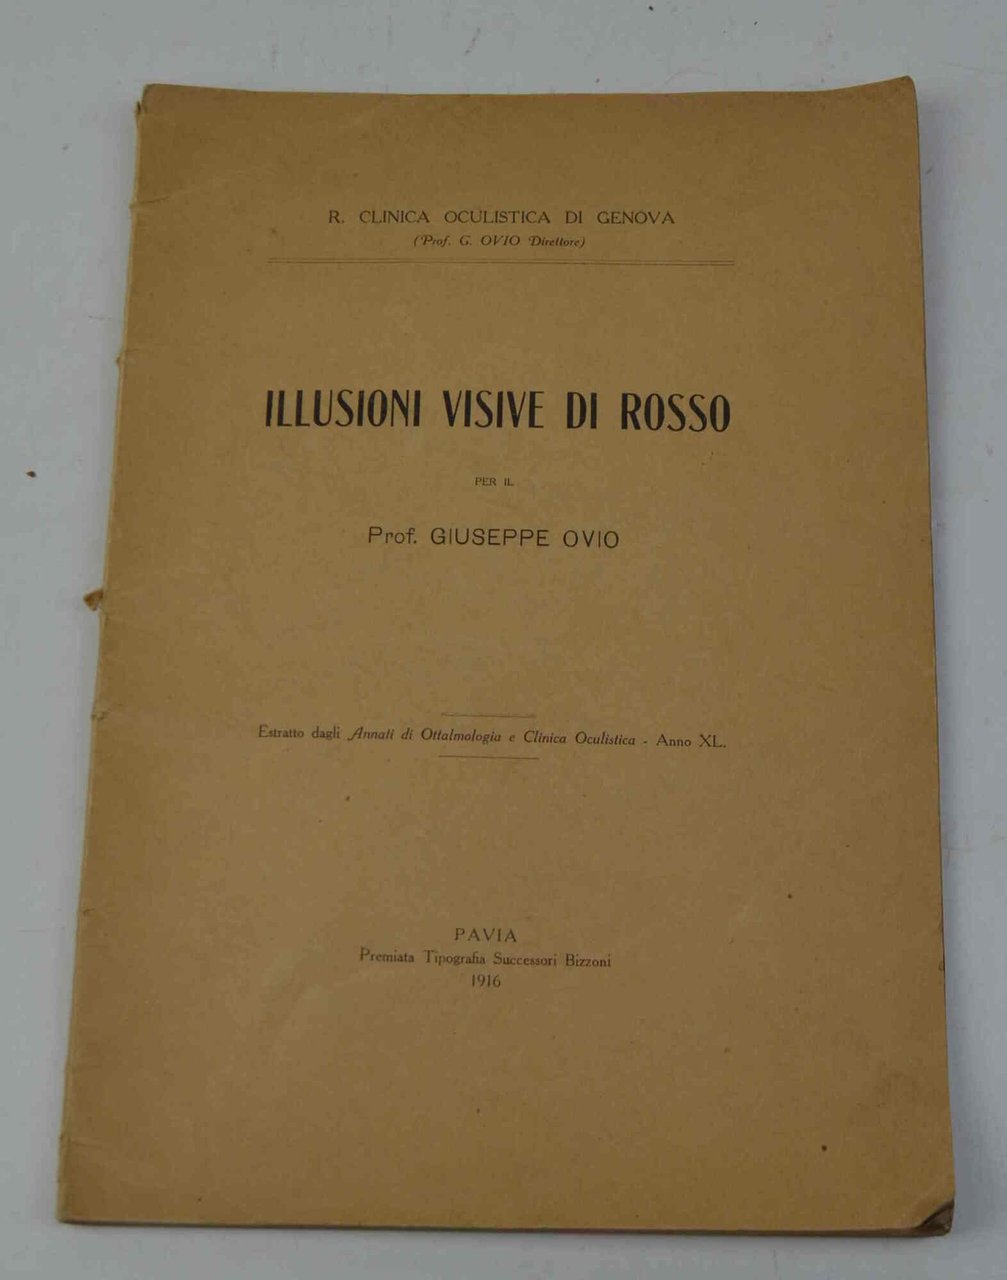 R. CLINICA OCULISTICA DI GENOVA
(Prof. G. OVIO Direttore)
ILLUSIONI VISIVE DI ROSSO
PER IL
Prof. GIUSEPPE OVIO
Estratto dagli Annali di Ottalmologia e Clinica Oculistica - Anno XL.
PAVIA
Premiata Tipografia Successori Bizzoni
1916